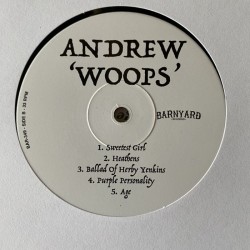 ANDREW
'WOOPS'
BARNYARD
1. Sweetest Girl
2. Heathens
3. Ballad Of Herby Yenkins
4. Purple Personality
5. Age